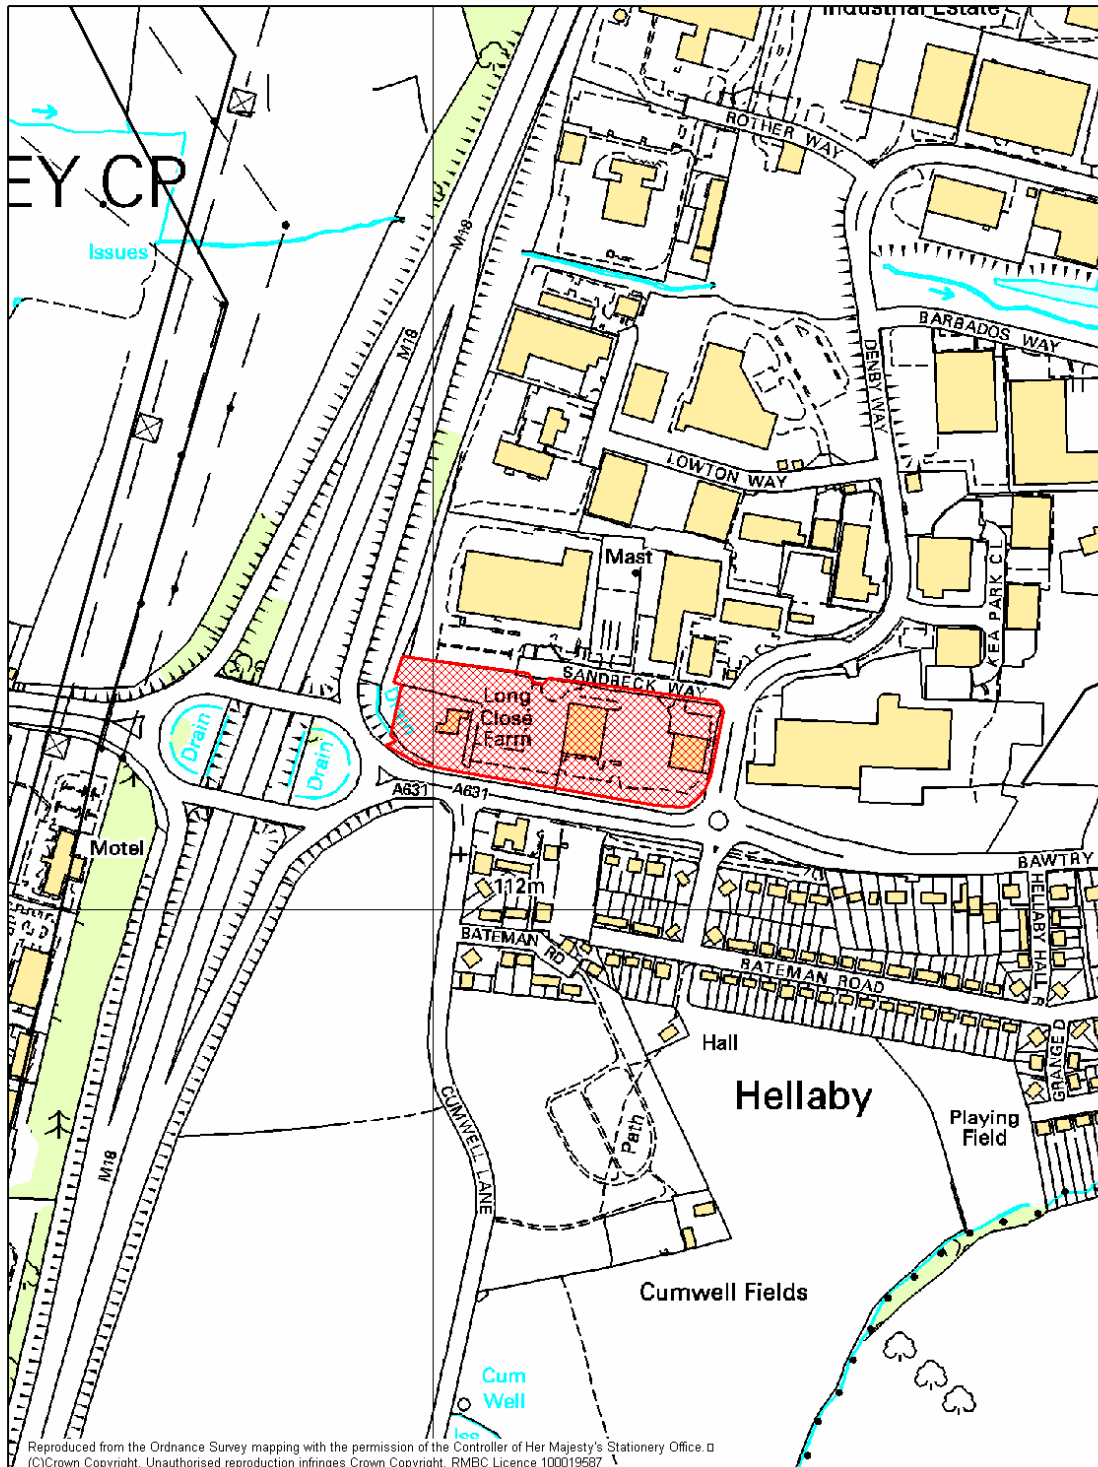 Industrial Estate
ROTHER WAY
EY CP
Issues
M18
M18
BARBADOS WAY
DENBY WAY
LOWTON WAY
Mast
KEA PARK CL
SANDBECK WAY
Long
Close
Farm
Drain
Drain
Drain
A631
A631
Motel
112m
BAWTRY
HELLABY HALL R
BATEMAN
RD
BATEMAN ROAD
Hall
GRANGE D
Hellaby
CUMWELL LANE
Path
Playing
Field
M18
Cumwell Fields
Cum
Well
Iss
Reproduced from the Ordnance Survey mapping with the permission of the Controller of Her Majesty's Stationery Office.
(C)Crown Copyright. Unauthorised reproduction infringes Crown Copyright. RMBC Licence 100019587